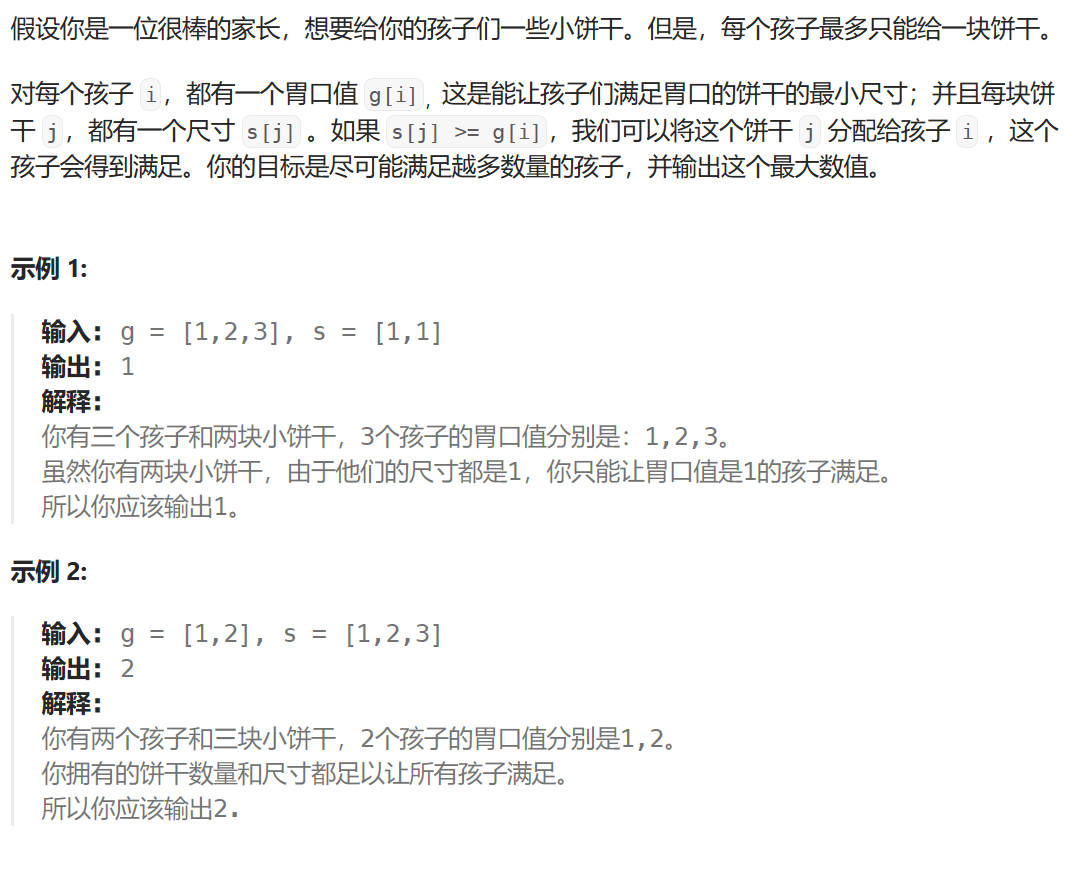 假设你是一位很棒的家长，想要给你的孩子们一些小饼干。但是，每个孩子最多只能给一块饼干。
对每个孩子 i，都有一个胃口值 g[i]，这是能让孩子们满足胃口的饼干的最小尺寸；并且每块饼
干 j，都有一个尺寸 s[j] 。如果 s[j] >= g[i]，我们可以将这个饼干 j 分配给孩子 i ，这个
孩子会得到满足。你的目标是尽可能满足越多数量的孩子，并输出这个最大数值。
示例 1:
输入: g = [1,2,3], s = [1,1]
输出: 1
解释:
你有三个孩子和两块小饼干，3个孩子的胃口值分别是：1,2,3。
虽然你有两块小饼干，由于他们的尺寸都是1，你只能让胃口值是1的孩子满足。
所以你应该输出1。
示例 2:
输入: g = [1,2], s = [1,2,3]
输出: 2
解释:
你有两个孩子和三块小饼干，2个孩子的胃口值分别是1,2。
你拥有的饼干数量和尺寸都足以让所有孩子满足。
所以你应该输出2.